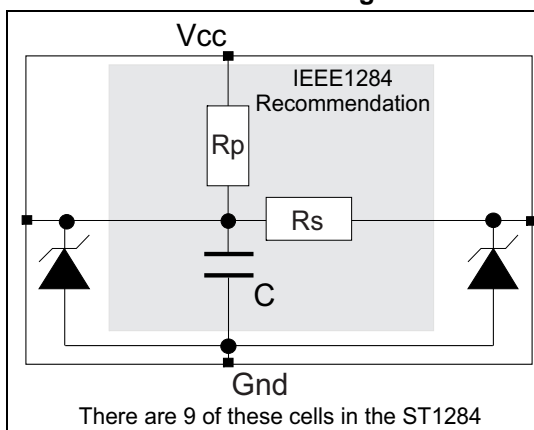 Vcc
IEEE1284
Recommendation
Rp
Rs
C
Gnd
There are 9 of these cells in the ST1284